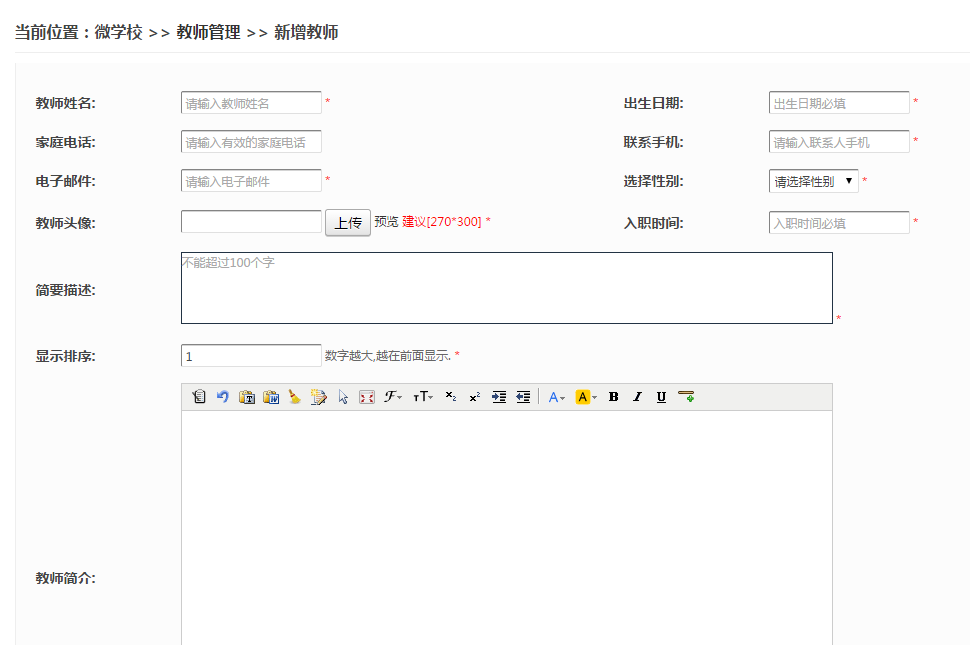 当前位置：微学校 >> 教师管理 >> 新增教师
教师姓名: 请输入教师姓名 * 出生日期: 出生日期必填 *
家庭电话: 请输入有效的家庭电话 联系手机: 请输入联系人手机 *
电子邮件: 请输入电子邮件 * 选择性别: 请选择性别 ▼ *
教师头像: 上传 预览 建议[270*300] * 入职时间: 入职时间必填 *
简要描述: 不能超过100个字 *
显示排序: 1 数字越大,越在前面显示. *
教师简介: